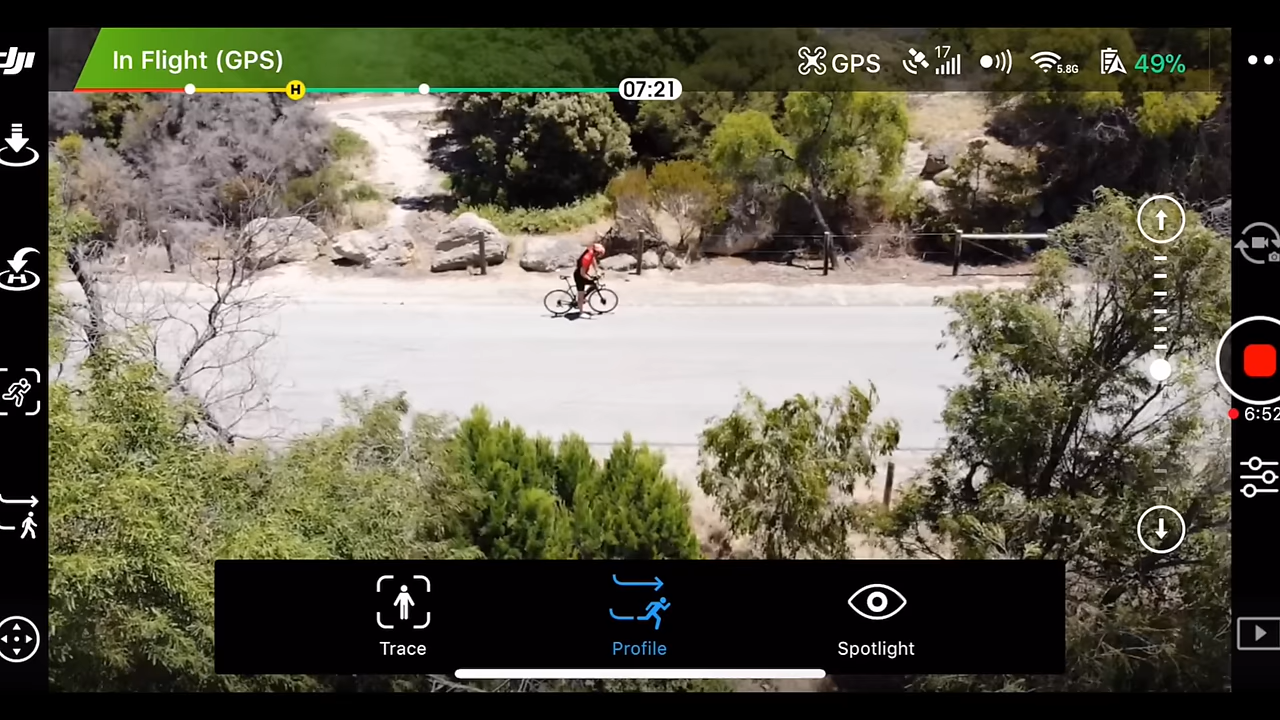 dji
In Flight (GPS)
GPS
17
5.8G
49%
H
07:21
H
6:52
Trace
Profile
Spotlight